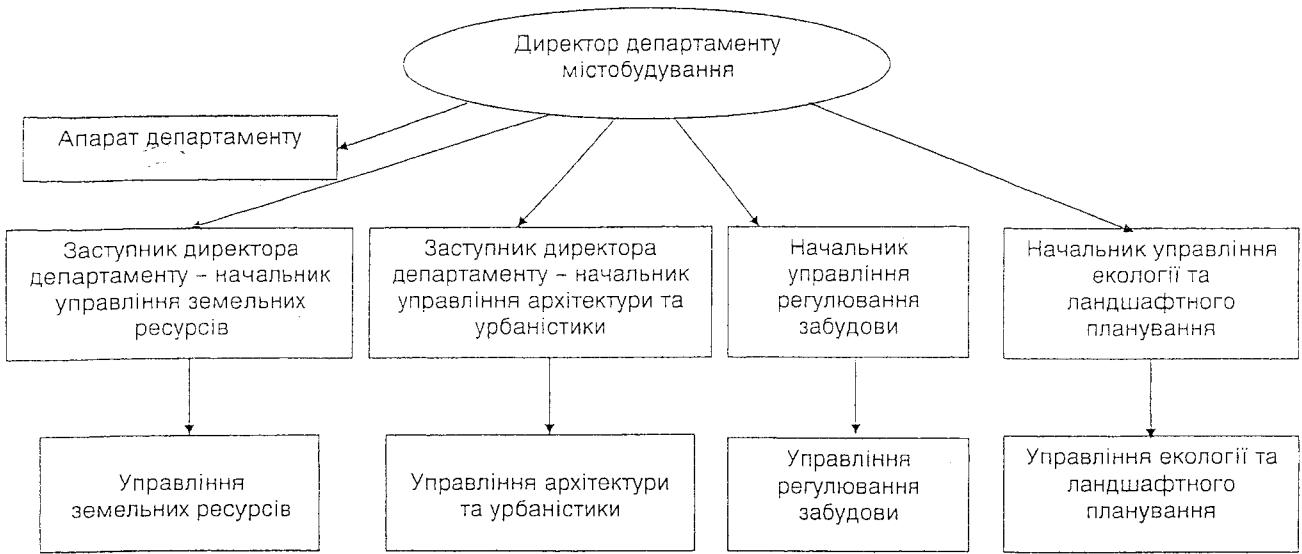 Директор департаменту
містобудування
Апарат департаменту
Заступник директора
департаменту – начальник
управління земельних
ресурсів
Заступник директора
департаменту – начальник
управління архітектури та
урбаністики
Начальник
управління
регулювання
забудови
Начальник управління
екології та
ландшафтного
планування
Управління
земельних ресурсів
Управління архітектури
та урбаністики
Управління
регулювання
забудови
Управління екології та
ландшафтного
планування